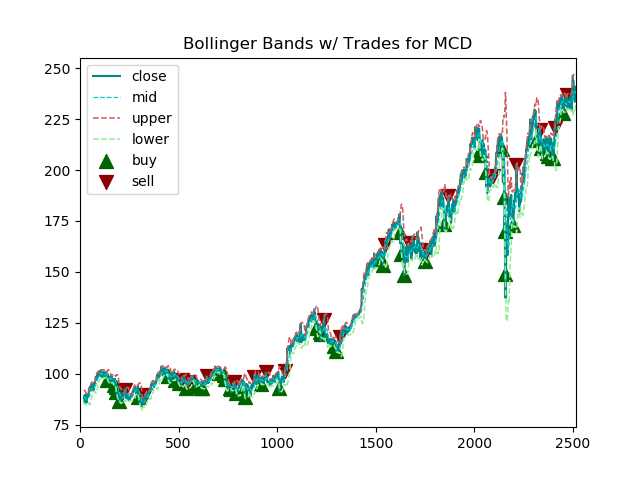 Bollinger Bands w/ Trades for MCD
close
mid
upper
lower
buy
sell
250
225
200
175
150
125
100
75
0 500 1000 1500 2000 2500